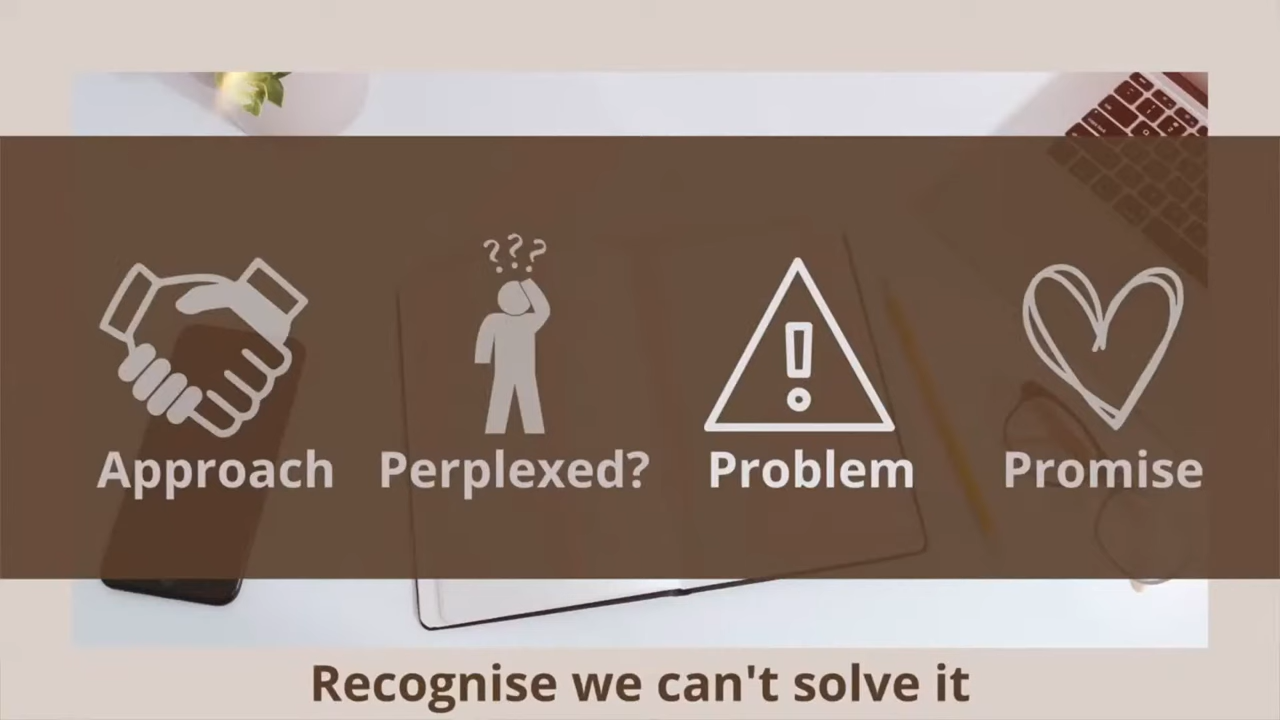 ???
Approach
Perplexed?
Problem
Promise
Recognise we can't solve it